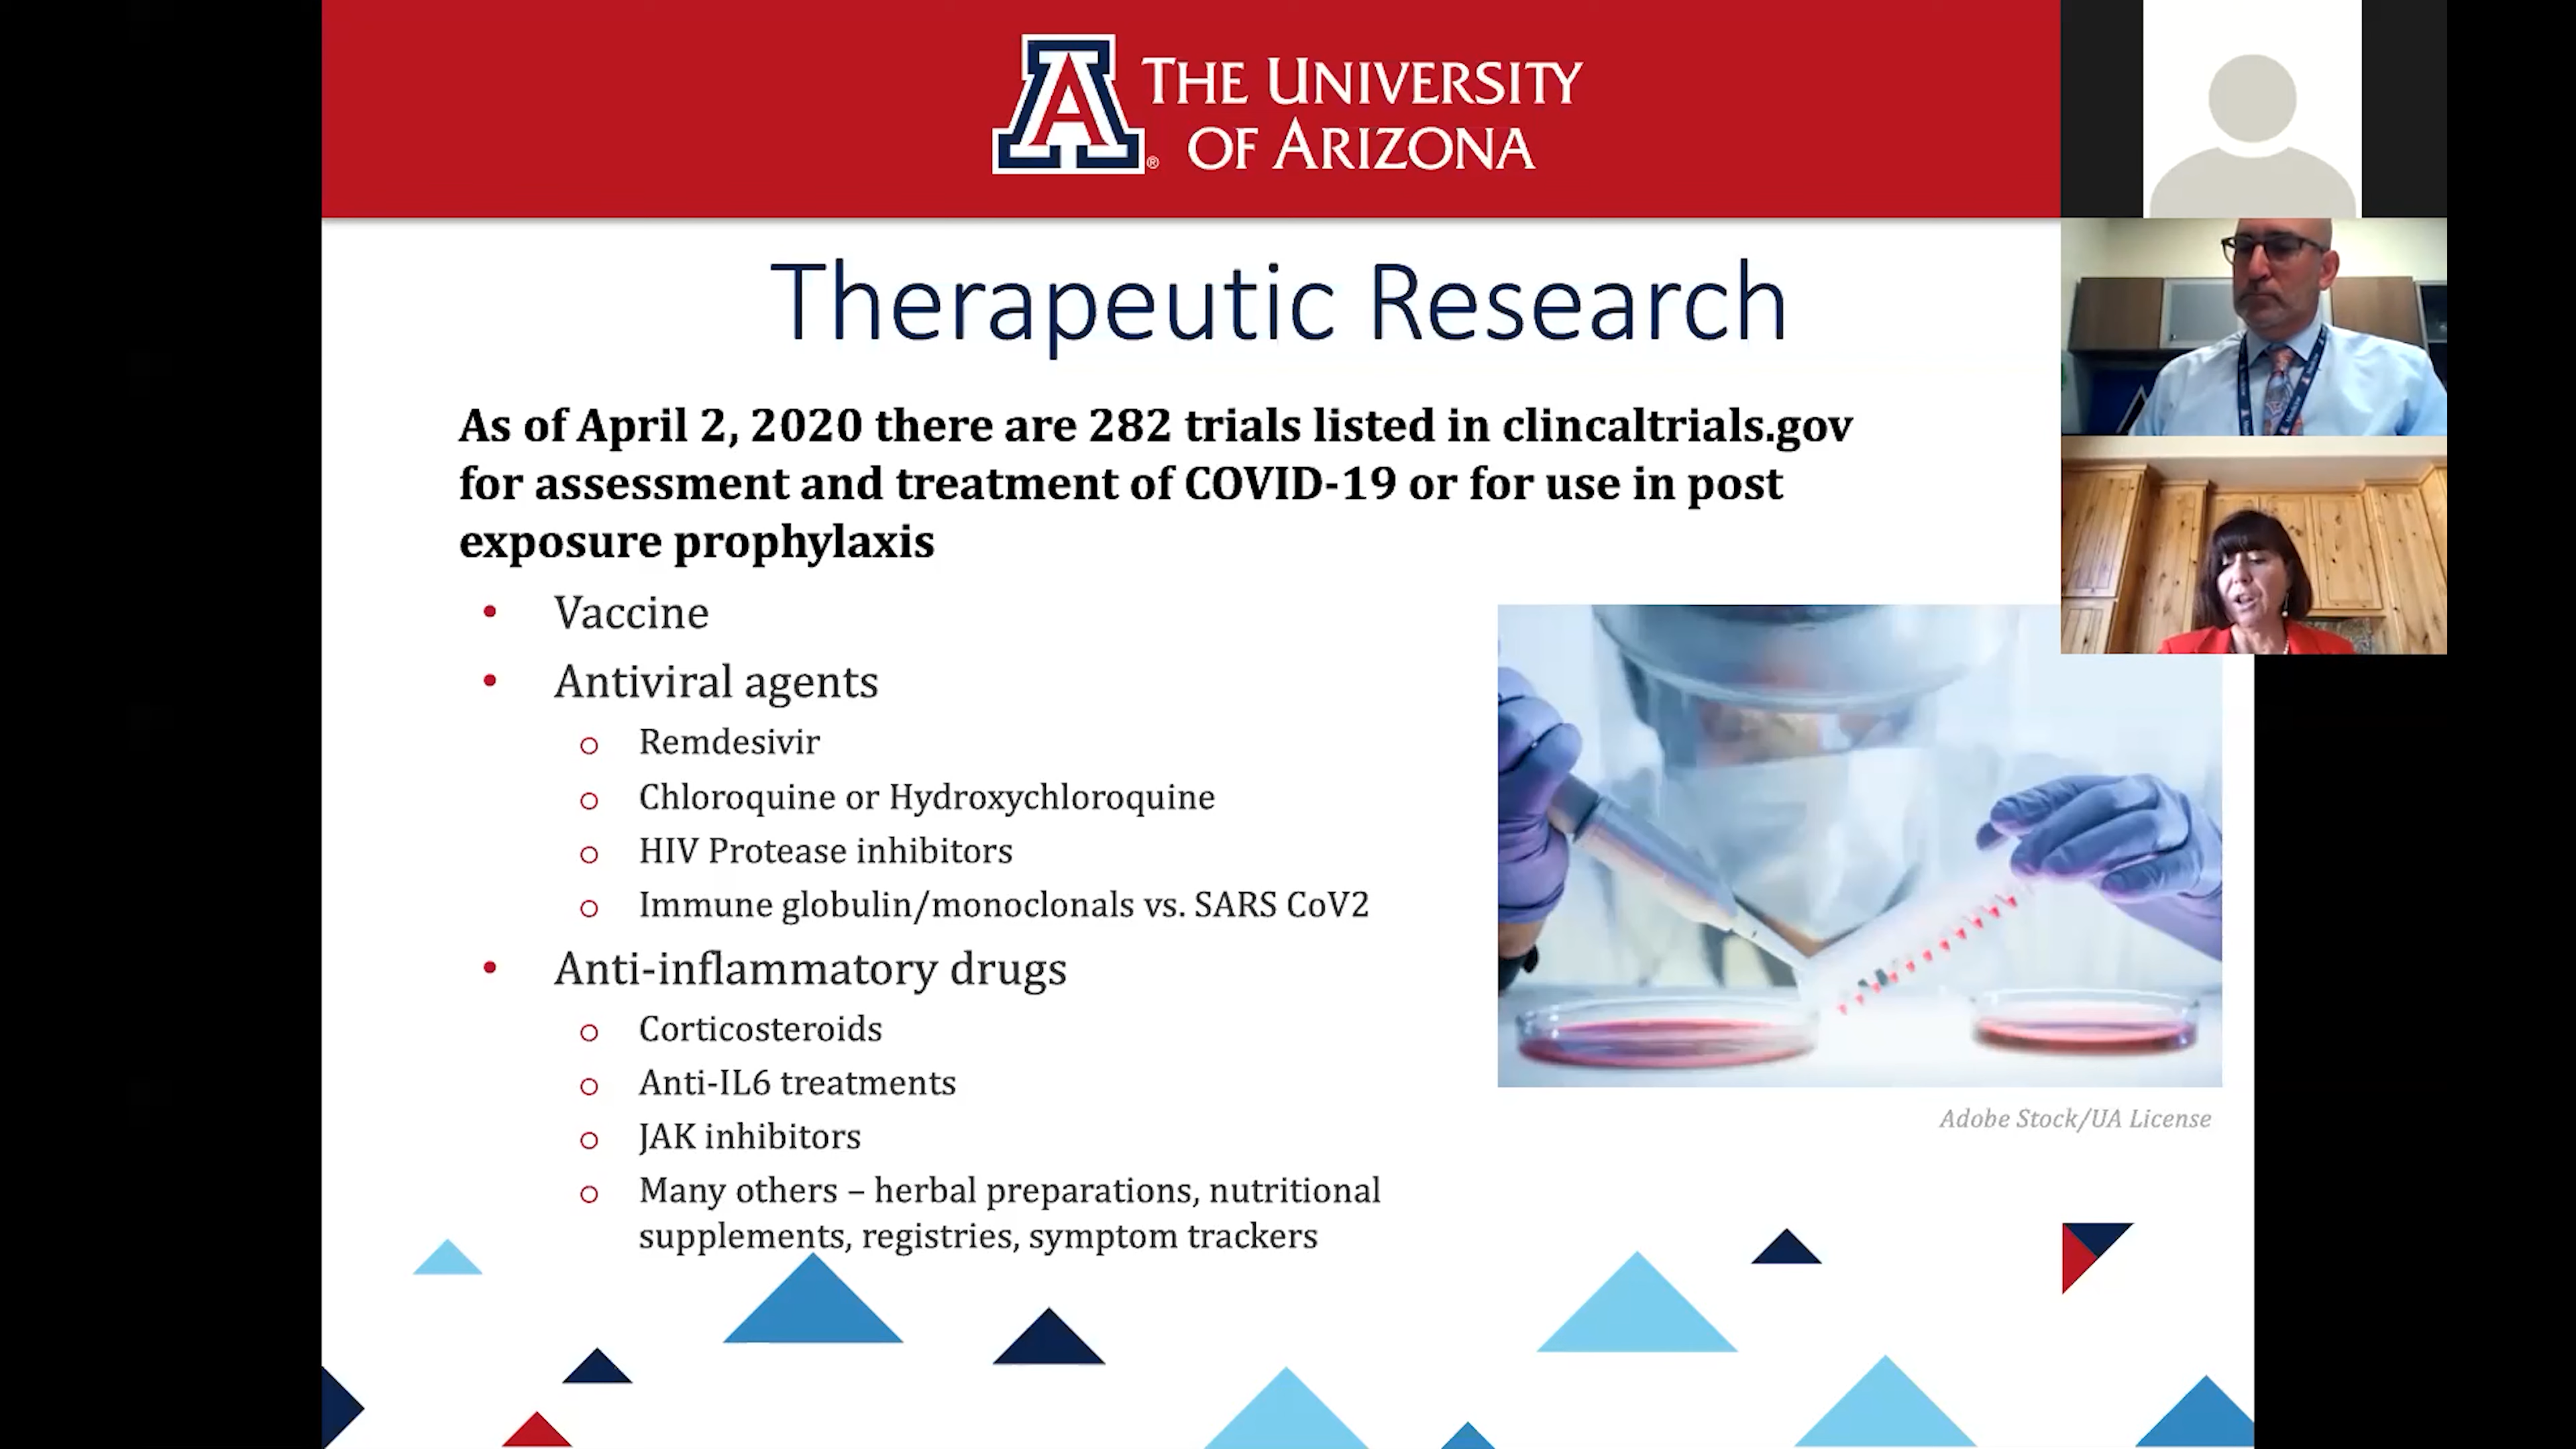 THE UNIVERSITY
OF ARIZONA
A
®
Therapeutic Research
As of April 2, 2020 there are 282 trials listed in clincaltrials.gov
for assessment and treatment of COVID-19 or for use in post
exposure prophylaxis
• Vaccine
• Antiviral agents
o Remdesivir
o Chloroquine or Hydroxychloroquine
o HIV Protease inhibitors
o Immune globulin/monoclonals vs. SARS CoV2
• Anti-inflammatory drugs
o Corticosteroids
o Anti-IL6 treatments
o JAK inhibitors
o Many others – herbal preparations, nutritional
supplements, registries, symptom trackers
Adobe Stock/UA License